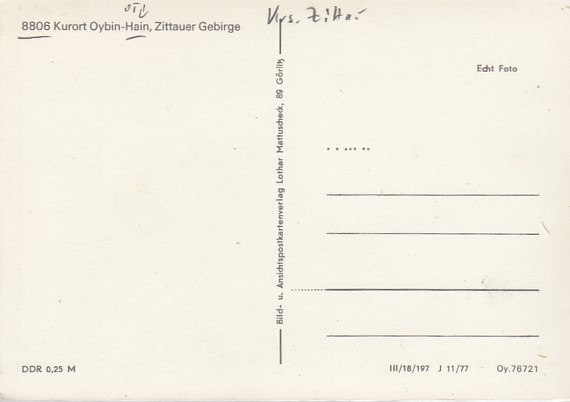 8806 Kurort Oybin-Hain, Zittauer Gebirge
Krs. Zittau
Echt Foto
Bild- u. Ansichtspostkartenverlag Lothar Mattuscheck, 89 Görlitz
DDR 0,25 M
III/18/197 J 11/77 Oy.76721